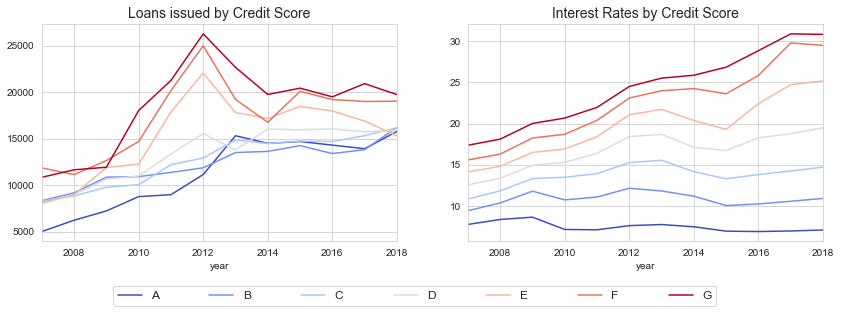 Loans issued by Credit Score
25000
20000
15000
10000
5000
2008 2010 2012 2014 2016 2018
year
Interest Rates by Credit Score
30
25
20
15
10
2008 2010 2012 2014 2016 2018
year
A B C D E F G